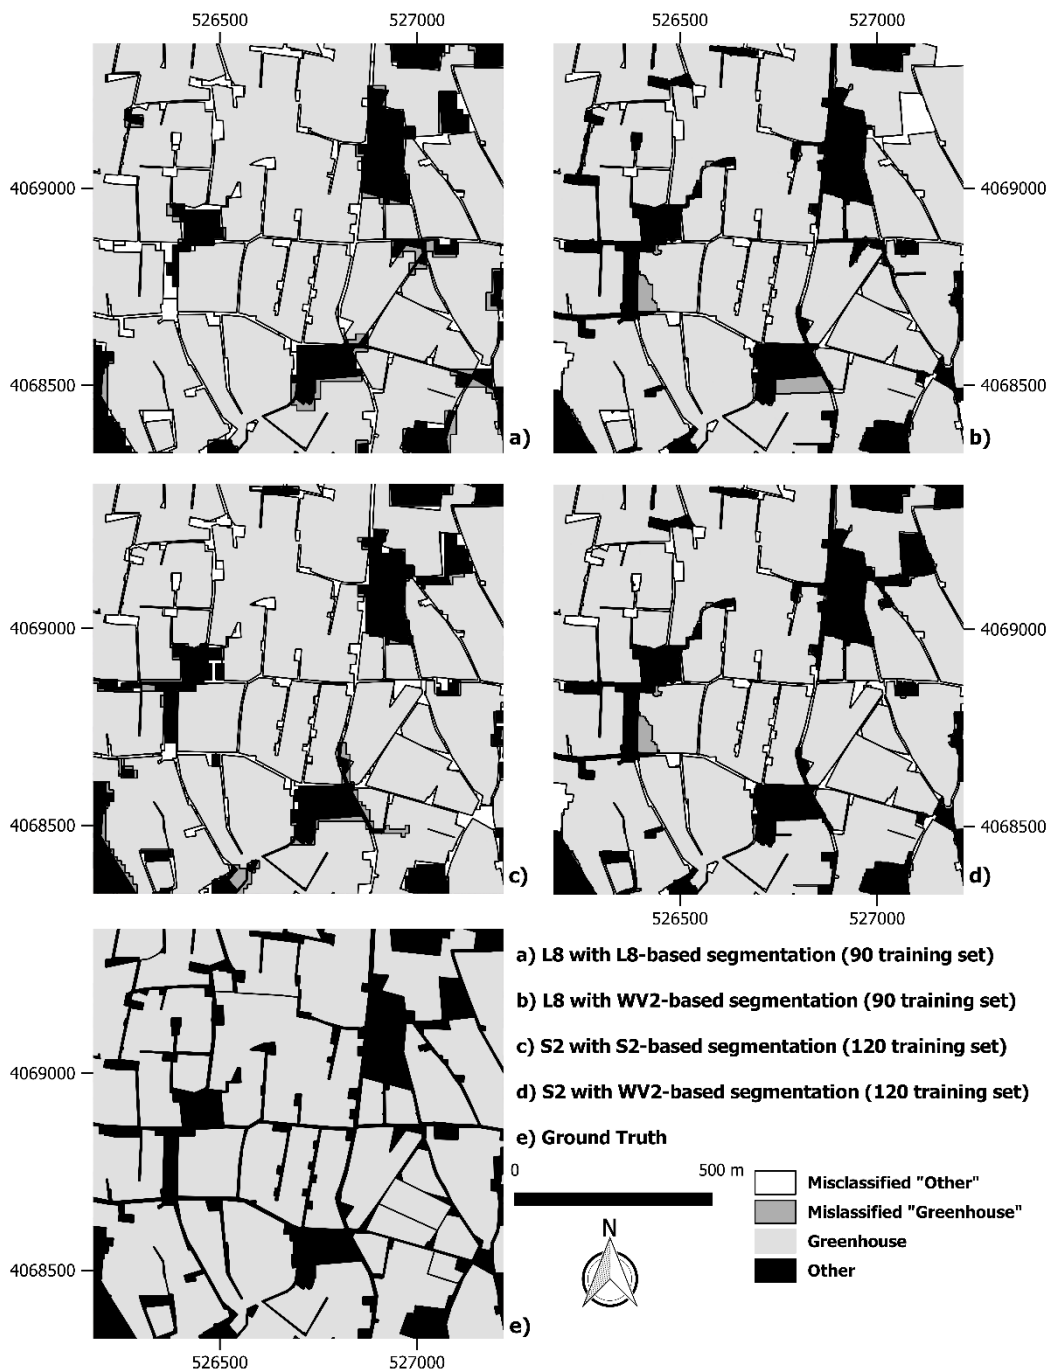 526500 527000 526500 527000
4069000 4069000
4068500 4068500
a) b)
4069000 4069000
4068500 4068500
c) d)
526500 527000
a) L8 with L8-based segmentation (90 training set)
b) L8 with WV2-based segmentation (90 training set)
c) S2 with S2-based segmentation (120 training set)
d) S2 with WV2-based segmentation (120 training set)
e) Ground Truth
4069000
4068500
0 500 m
N
Misclassified "Other"
Mislassified "Greenhouse"
Greenhouse
Other
e)
526500 527000